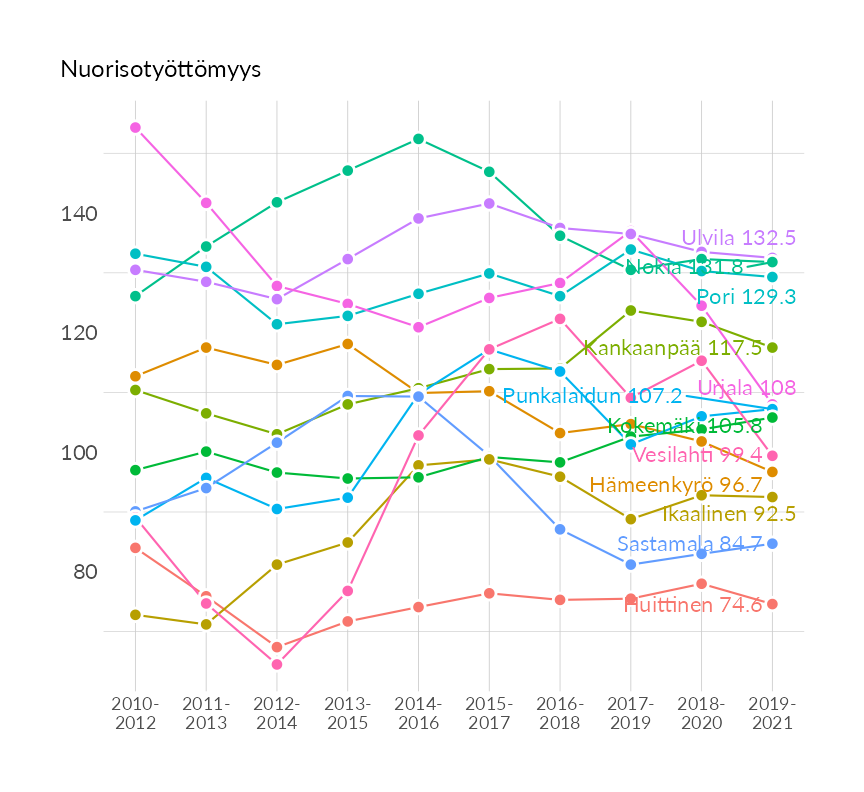 Nuorisotyöttömyys
140
120
100
80
Ulvila 132.5
Nokia 131.8
Pori 129.3
Kankaanpää 117.5
Urjala 108
Punkalaidun 107.2
Kokemäki 105.8
Vesilahti 99.4
Hämeenkyrö 96.7
Ikaalinen 92.5
Sastamala 84.7
Huittinen 74.6
2010- 2011- 2012- 2013- 2014- 2015- 2016- 2017- 2018- 2019-
2012 2013 2014 2015 2016 2017 2018 2019 2020 2021